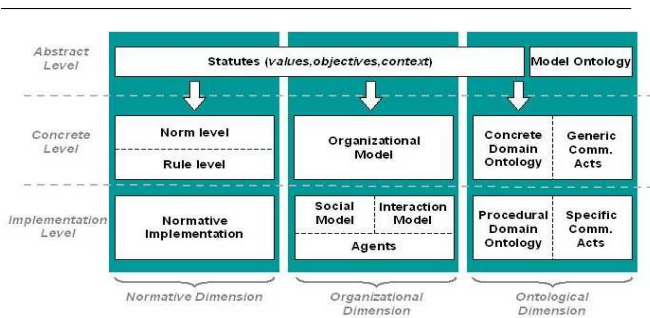 Abstract
Level
Statutes (values,objectives,context)
Model Ontology
Concrete
Level
Norm level
Rule level
Organizational
Model
Concrete
Domain
Ontology
Generic
Comm.
Acts
Implementation
Level
Normative
Implementation
Social
Model
Interaction
Model
Agents
Procedural
Domain
Ontology
Specific
Comm.
Acts
Normative Dimension
Organizational
Dimension
Ontological
Dimension